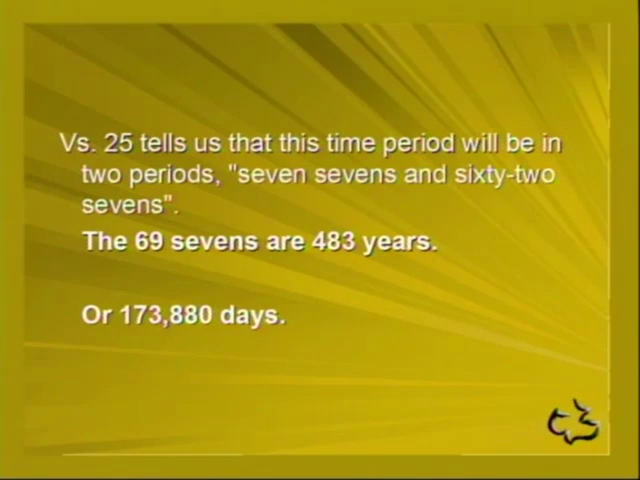 Vs. 25 tells us that this time period will be in
two periods, "seven sevens and sixty-two
sevens".
The 69 sevens are 483 years.
Or 173,880 days.